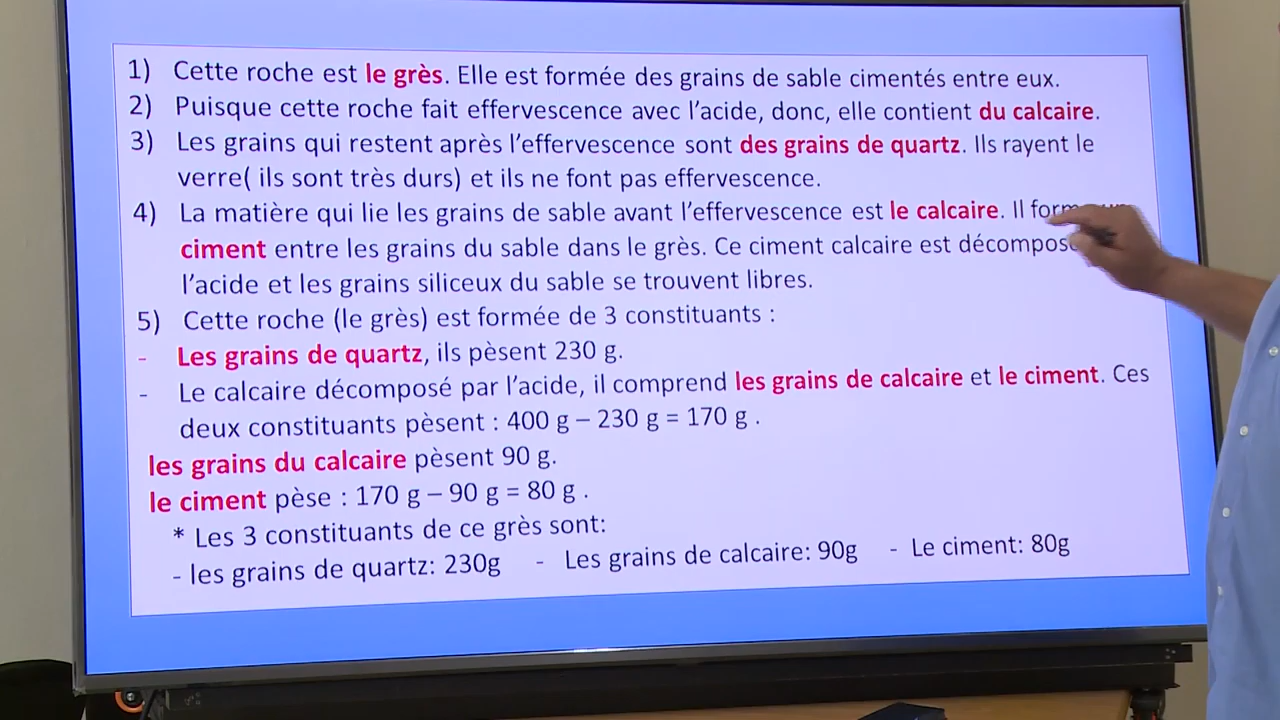 1) Cette roche est le grès. Elle est formée des grains de sable cimentés entre eux.
2) Puisque cette roche fait effervescence avec l’acide, donc, elle contient du calcaire.
3) Les grains qui restent après l’effervescence sont des grains de quartz. Ils rayent le
verre( ils sont très durs) et ils ne font pas effervescence.
4) La matière qui lie les grains de sable avant l’effervescence est le calcaire. Il
ciment entre les grains du sable dans le grès. Ce ciment calcaire est
l’acide et les grains siliceux du sable se trouvent libres.
5) Cette roche (le grès) est formée de 3 constituants :
- Les grains de quartz, ils pèsent 230 g.
- Le calcaire décomposé par l’acide, il comprend les grains de calcaire et le ciment. Ces
deux constituants pèsent : 400 g – 230 g = 170 g .
les grains du calcaire pèsent 90 g.
le ciment pèse : 170 g – 90 g = 80 g .
* Les 3 constituants de ce grès sont:
- les grains de quartz: 230g - Les grains de calcaire: 90g - Le ciment: 80g